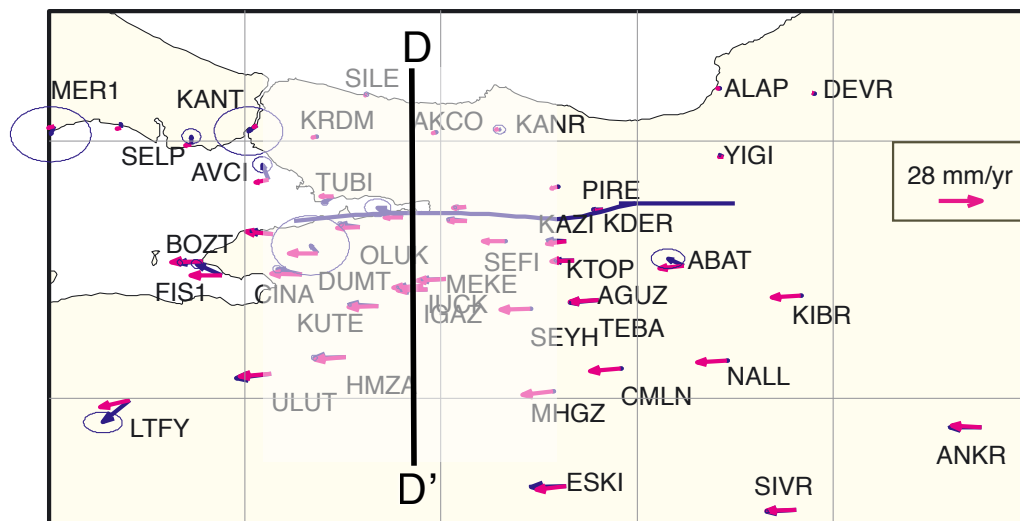 D
SILE
MER1
KANT
ALAP
DEVR
KRDM
AKCO
KANR
SELP
AVCI
YIGI
28 mm/yr
TUBI
PIRE
KAZI
KDER
BOZT
OLUK
SEFI
ABAT
KTOP
DUMT
MEKE
FIS1
CINA
IUCK
AGUZ
IGAZ
KIBR
KUTE
TEBA
SEYH
NALL
HMZA
ULUT
CMLN
MHGZ
LTFY
ANKR
D'
ESKI
SIVR